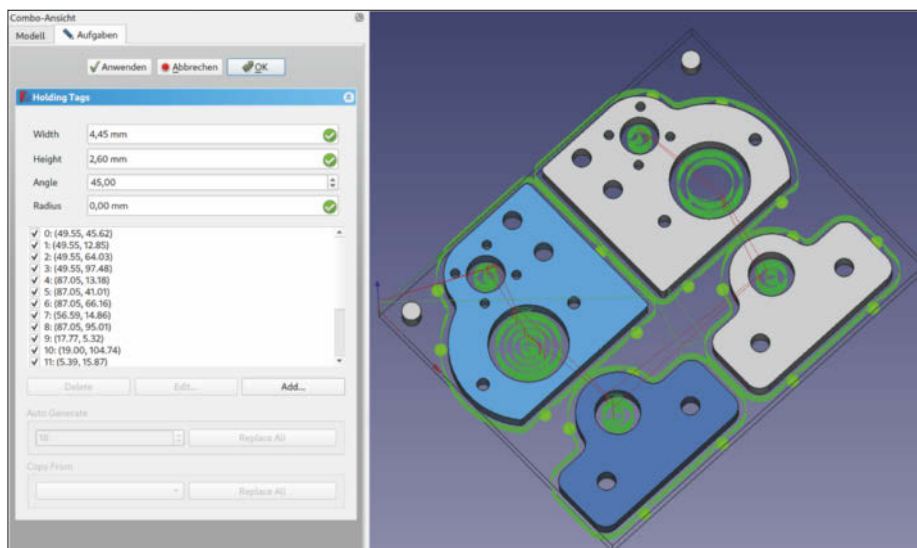 Combo-Ansicht
Modell Aufgaben
Anwenden Abbrechen OK
Holding Tags
Width 4,45 mm
Height 2,60 mm
Angle 45,00
Radius 0,00 mm
0: (49.55, 45.62)
1: (49.55, 12.85)
2: (49.55, 64.03)
3: (49.55, 97.48)
4: (87.05, 13.18)
5: (87.05, 41.01)
6: (87.05, 66.16)
7: (56.59, 14.86)
8: (87.05, 95.01)
9: (17.77, 5.32)
10: (19.00, 104.74)
11: (5.39, 15.87)
Delete Edit... Add...
Auto Generate
Replace All
Copy From
Replace All